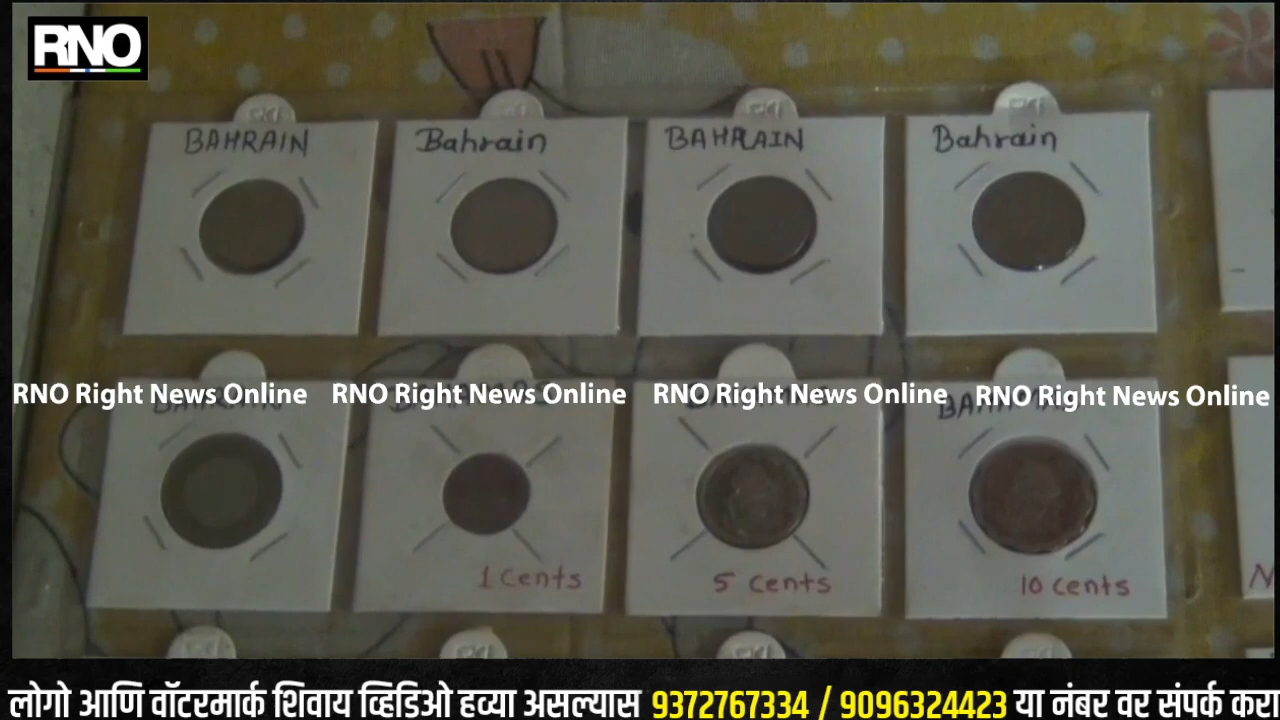 RNO
BAHRAIN
Bahrain
BAHRAIN
Bahrain
RNO Right News Online
RNO Right News Online
RNO Right News Online
RNO Right News Online
BAHRAIN
1 Cents
5 Cents
10 Cents
लोगो आणि वॉटरमार्क शिवाय व्हिडिओ हव्या असल्यास 9372767334 / 9096324423 या नंबर वर संपर्क करा